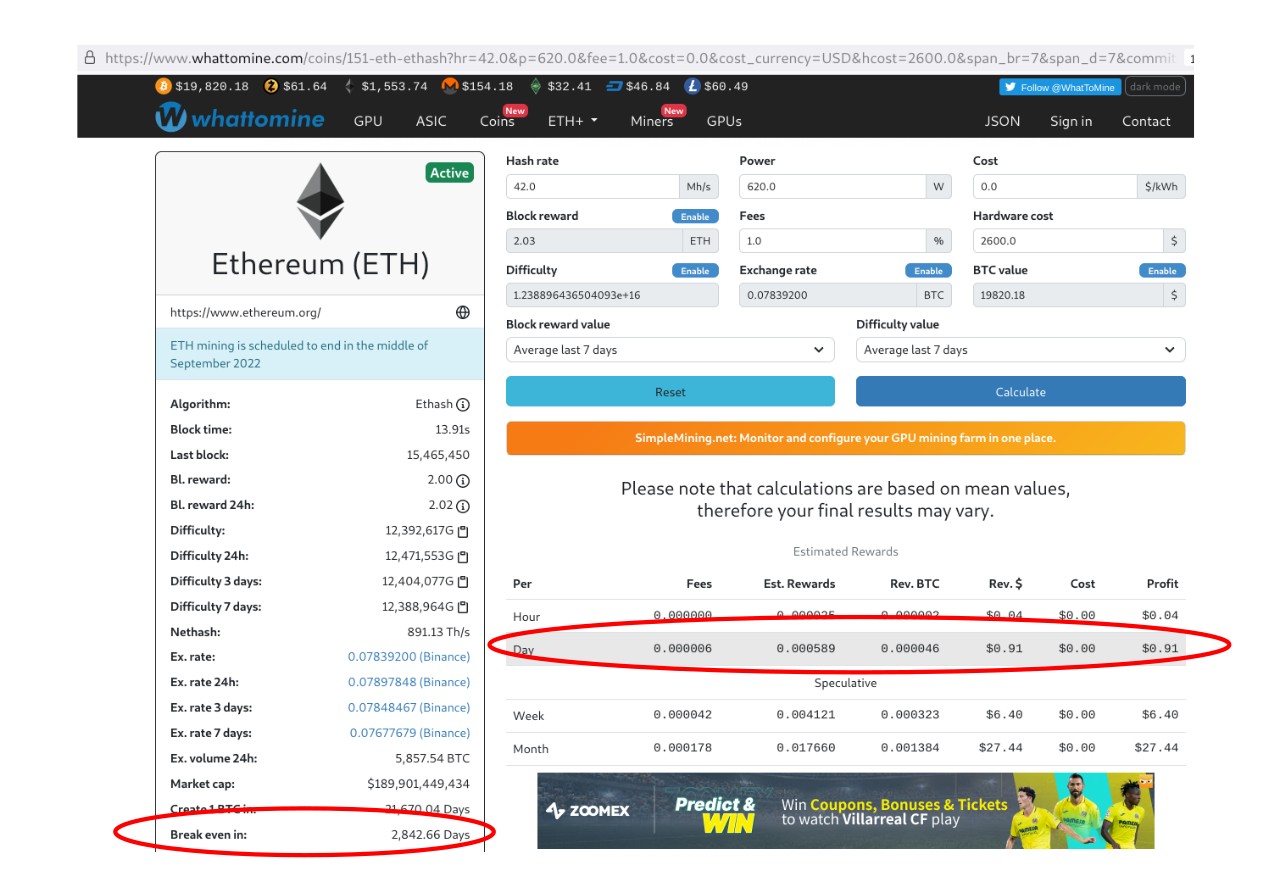 https://www.whattomine.com/coins/151-eth-ethash?hr=42.0&p=620.0&fee=1.0&cost=0.0&cost_currency=USD&hcost=2600.0&span_br=7&span_d=7&commit
$19,820.18 $61.64 $1,553.74 $154.18 $32.41 $46.84 $60.49 Follow @WhatToMine dark mode
whattomine GPU ASIC Coins New ETH+ Miners New GPUs JSON Sign in Contact
Active
Ethereum (ETH)
https://www.ethereum.org/
ETH mining is scheduled to end in the middle of
September 2022
Algorithm: Ethash
Block time: 13.91s
Last block: 15,465,450
Bl. reward: 2.00
Bl. reward 24h: 2.02
Difficulty: 12,392,617G
Difficulty 24h: 12,471,553G
Difficulty 3 days: 12,404,077G
Difficulty 7 days: 12,388,964G
Nethash: 891.13 Th/s
Ex. rate: 0.07839200 (Binance)
Ex. rate 24h: 0.07897848 (Binance)
Ex. rate 3 days: 0.07848467 (Binance)
Ex. rate 7 days: 0.07677679 (Binance)
Ex. volume 24h: 5,857.54 BTC
Market cap: $189,901,449,434
Create 1 BTC in: 21,670.04 Days
Break even in: 2,842.66 Days
Hash rate Power Cost
42.0 Mh/s 620.0 W 0.0 $/kWh
Block reward Enable Fees Hardware cost
2.03 ETH 1.0 % 2600.0 $
Difficulty Enable Exchange rate Enable BTC value Enable
1.238896436504093e+16 0.07839200 BTC 19820.18 $
Block reward value Difficulty value
Average last 7 days Average last 7 days
Reset Calculate
SimpleMining.net: Monitor and configure your GPU mining farm in one place.
Please note that calculations are based on mean values,
therefore your final results may vary.
Estimated Rewards
Per Fees Est. Rewards Rev. BTC Rev. $ Cost Profit
Hour 0.000000 0.000025 0.000002 $0.04 $0.00 $0.04
Day 0.000006 0.000589 0.000046 $0.91 $0.00 $0.91
Speculative
Week 0.000042 0.004121 0.000323 $6.40 $0.00 $6.40
Month 0.000178 0.017660 0.001384 $27.44 $0.00 $27.44
ZOOMEX Predict & WIN
Win Coupons, Bonuses & Tickets
to watch Villarreal CF play